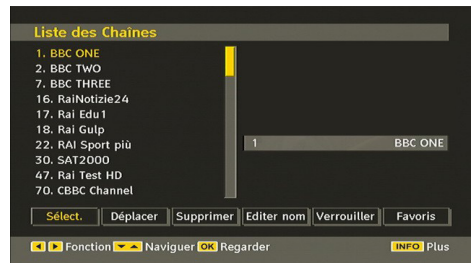 Liste des Chaînes
1. BBC ONE
2. BBC TWO
7. BBC THREE
16. RaiNotizie24
17. Rai Edu1
18. Rai Gulp
22. RAI Sport più
30. SAT2000
47. Rai Test HD
70. CBBC Channel
1 BBC ONE
Sélect. Déplacer Supprimer Editer nom Verrouiller Favoris
Fonction Naviguer OK Regarder INFO Plus